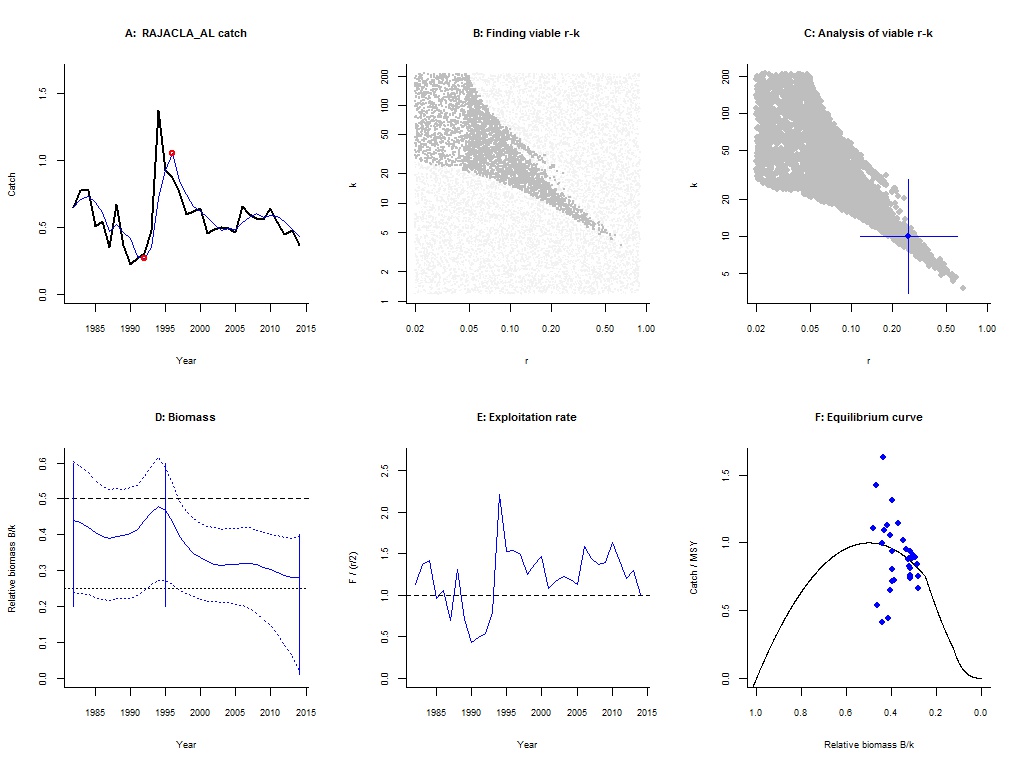 A: RAJACLA_AL catch
Catch
1.5
1.0
0.5
0.0
1985 1990 1995 2000 2005 2010 2015
Year
B: Finding viable r-k
k
200
100
50
20
10
5
2
1
0.02 0.05 0.10 0.20 0.50 1.00
r
C: Analysis of viable r-k
k
200
100
50
20
10
5
0.02 0.05 0.10 0.20 0.50 1.00
r
D: Biomass
Relative biomass B/k
0.6
0.5
0.4
0.3
0.2
0.1
0.0
1985 1990 1995 2000 2005 2010 2015
Year
E: Exploitation rate
F / (r/2)
2.5
2.0
1.5
1.0
0.5
0.0
1985 1990 1995 2000 2005 2010 2015
Year
F: Equilibrium curve
Catch / MSY
1.5
1.0
0.5
0.0
1.0 0.8 0.6 0.4 0.2 0.0
Relative biomass B/k